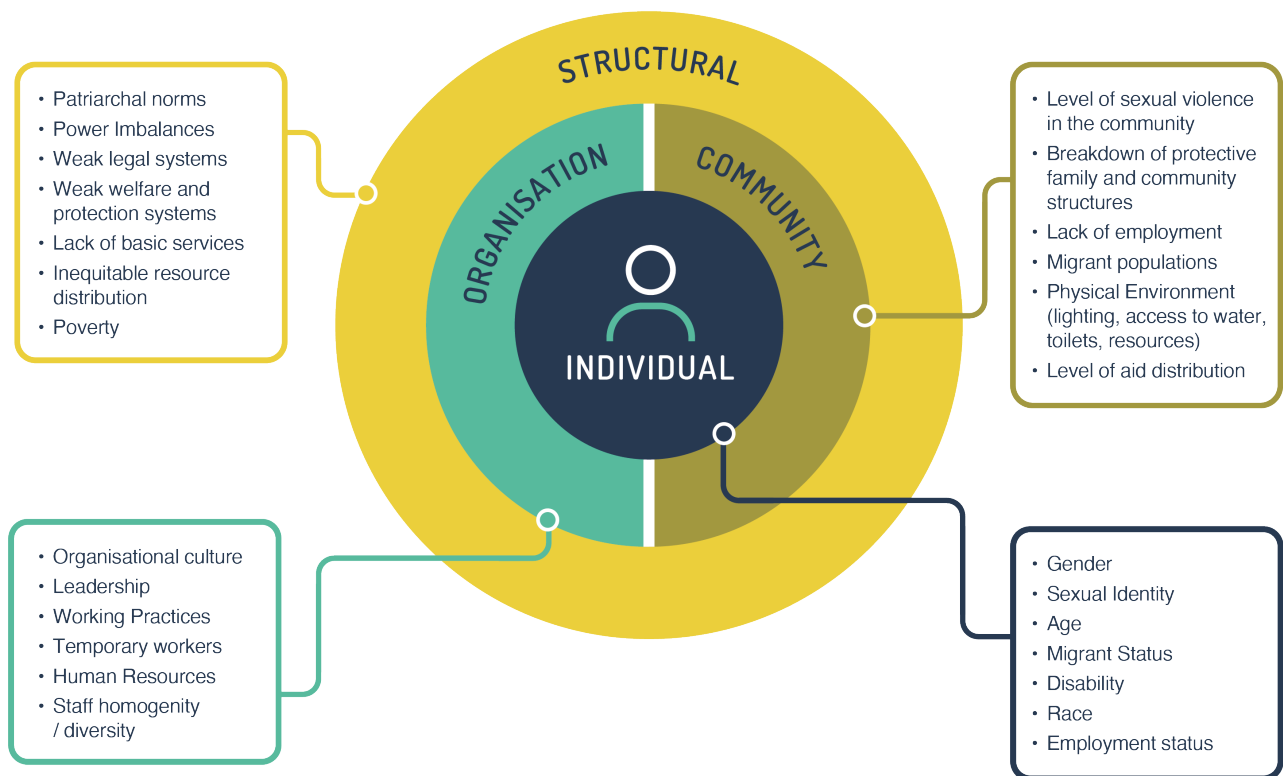 STRUCTURAL
ORGANISATION
COMMUNITY
INDIVIDUAL
• Patriarchal norms
• Power Imbalances
• Weak legal systems
• Weak welfare and
protection systems
• Lack of basic services
• Inequitable resource
distribution
• Poverty
• Level of sexual violence
in the community
• Breakdown of protective
family and community
structures
• Lack of employment
• Migrant populations
• Physical Environment
(lighting, access to water,
toilets, resources)
• Level of aid distribution
• Organisational culture
• Leadership
• Working Practices
• Temporary workers
• Human Resources
• Staff homogenity
/ diversity
• Gender
• Sexual Identity
• Age
• Migrant Status
• Disability
• Race
• Employment status